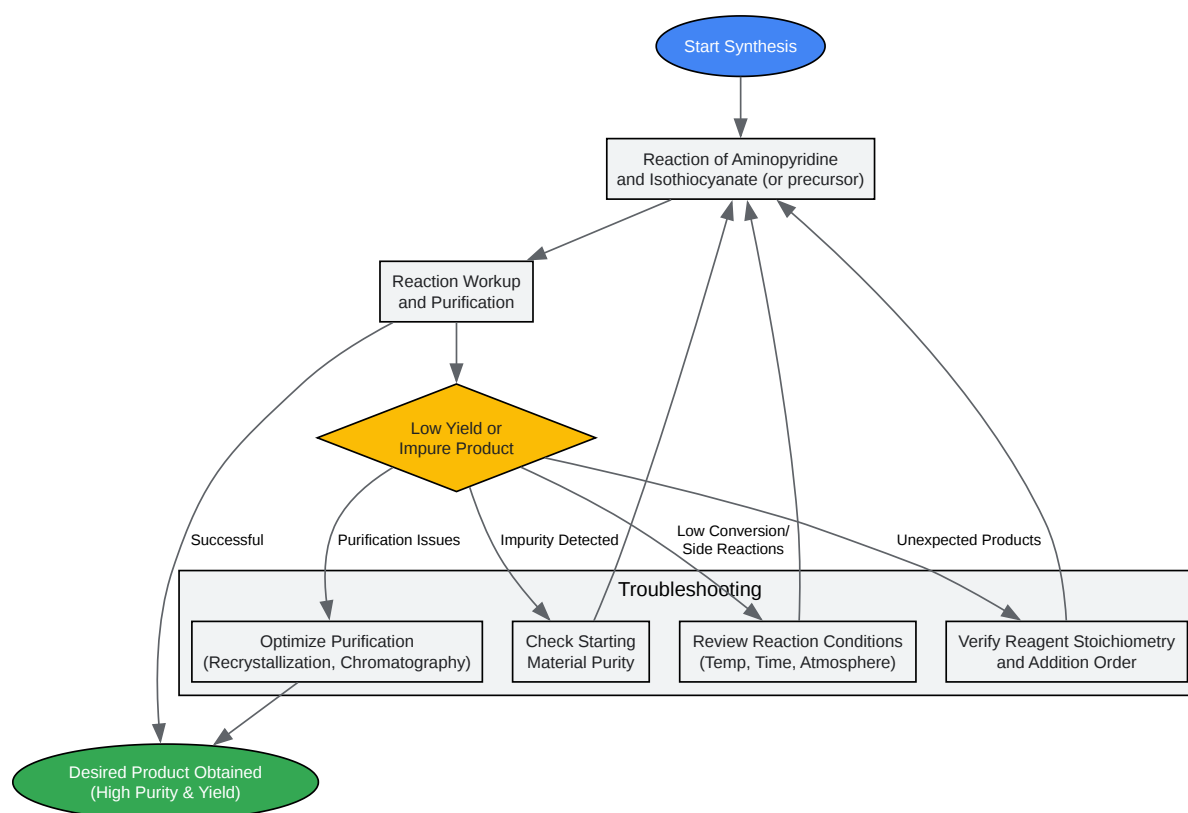 Start Synthesis
Reaction of Aminopyridine
and Isothiocyanate (or precursor)
Reaction Workup
and Purification
Low Yield or
Impure Product
Successful
Purification Issues
Impurity Detected
Low Conversion/
Side Reactions
Unexpected Products
Troubleshooting
Optimize Purification
(Recrystallization, Chromatography)
Check Starting
Material Purity
Review Reaction Conditions
(Temp, Time, Atmosphere)
Verify Reagent Stoichiometry
and Addition Order
Desired Product Obtained
(High Purity & Yield)